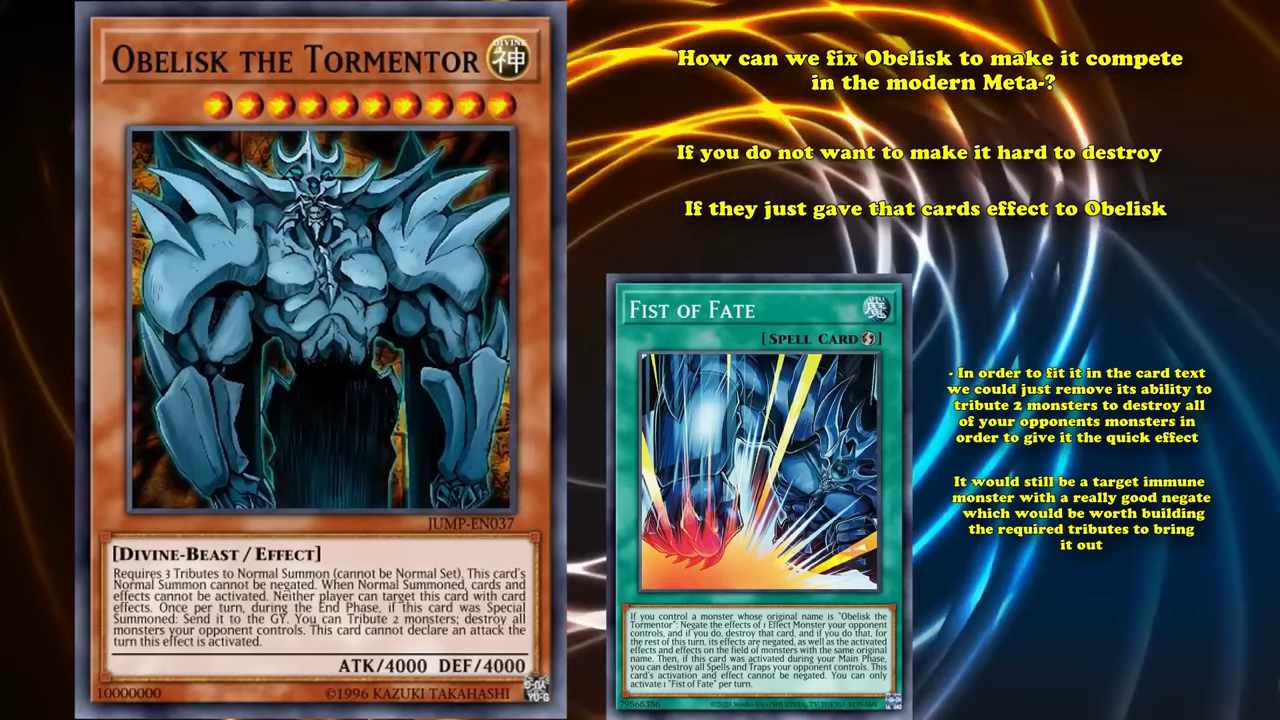 OBELISK THE TORMENTOR
DIVINE
神
JUMP-EN037
[DIVINE-BEAST / EFFECT]
Requires 3 Tributes to Normal Summon (cannot be Normal Set). This card's
Normal Summon cannot be negated. When Normal Summoned, cards and
effects cannot be activated. Neither player can target this card with card
effects. Once per turn, during the End Phase, if this card was Special
Summoned: Send it to the GY. You can Tribute 2 monsters; destroy all
monsters your opponent controls. This card cannot declare an attack the
turn this effect is activated.
ATK/4000 DEF/4000
10000000
©1996 KAZUKI TAKAHASHI
How can we fix Obelisk to make it compete
in the modern Meta-?
If you do not want to make it hard to destroy
If they just gave that cards effect to Obelisk
FIST OF FATE
SPELL
魔
[SPELL CARD]
If you control a monster whose original name is "Obelisk the
Tormentor": Negate the effects of 1 Effect Monster your opponent
controls, and if you do, destroy that card, and if you do that, for
the rest of this turn, its effects are negated, as well as the activated
effects and effects on the field of monsters with the same original
name. Then, if this card was activated during your Main Phase,
you can destroy all Spells and Traps your opponent controls. This
card's activation and effect cannot be negated. You can only
activate 1 "Fist of Fate" per turn.
79868386
©2020 Studio Dice/SHUEISHA, TV TOKYO, KONAMI
- In order to fit it in the card text
we could just remove its ability to
tribute 2 monsters to destroy all
of your opponents monsters in
order to give it the quick effect
It would still be a target immune
monster with a really good negate
which would be worth building
the required tributes to bring
it out